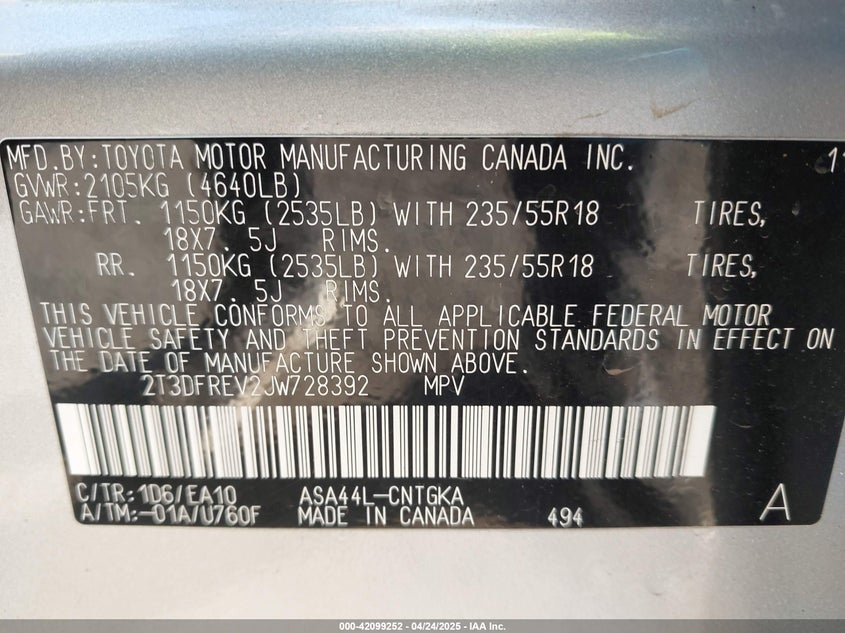 MFD.BY:TOYOTA MOTOR MANUFACTURING CANADA INC. 11
GVWR:2105KG (4640LB)
GAWR:FRT. 1150KG (2535LB) WITH 235/55R18 TIRES,
18X7. 5J RIMS.
RR. 1150KG (2535LB) WITH 235/55R18 TIRES,
18X7. 5J RIMS.
THIS VEHICLE CONFORMS TO ALL APPLICABLE FEDERAL MOTOR
VEHICLE SAFETY AND THEFT PREVENTION STANDARDS IN EFFECT ON
THE DATE OF MANUFACTURE SHOWN ABOVE.
2T3DFREV2JW728392 MPV
C/TR:1D6/EA10 ASA44L-CNTGKA
A/TM:-01A/U760F MADE IN CANADA 494 A
000-42099252 - 04/24/2025 - IAA Inc.